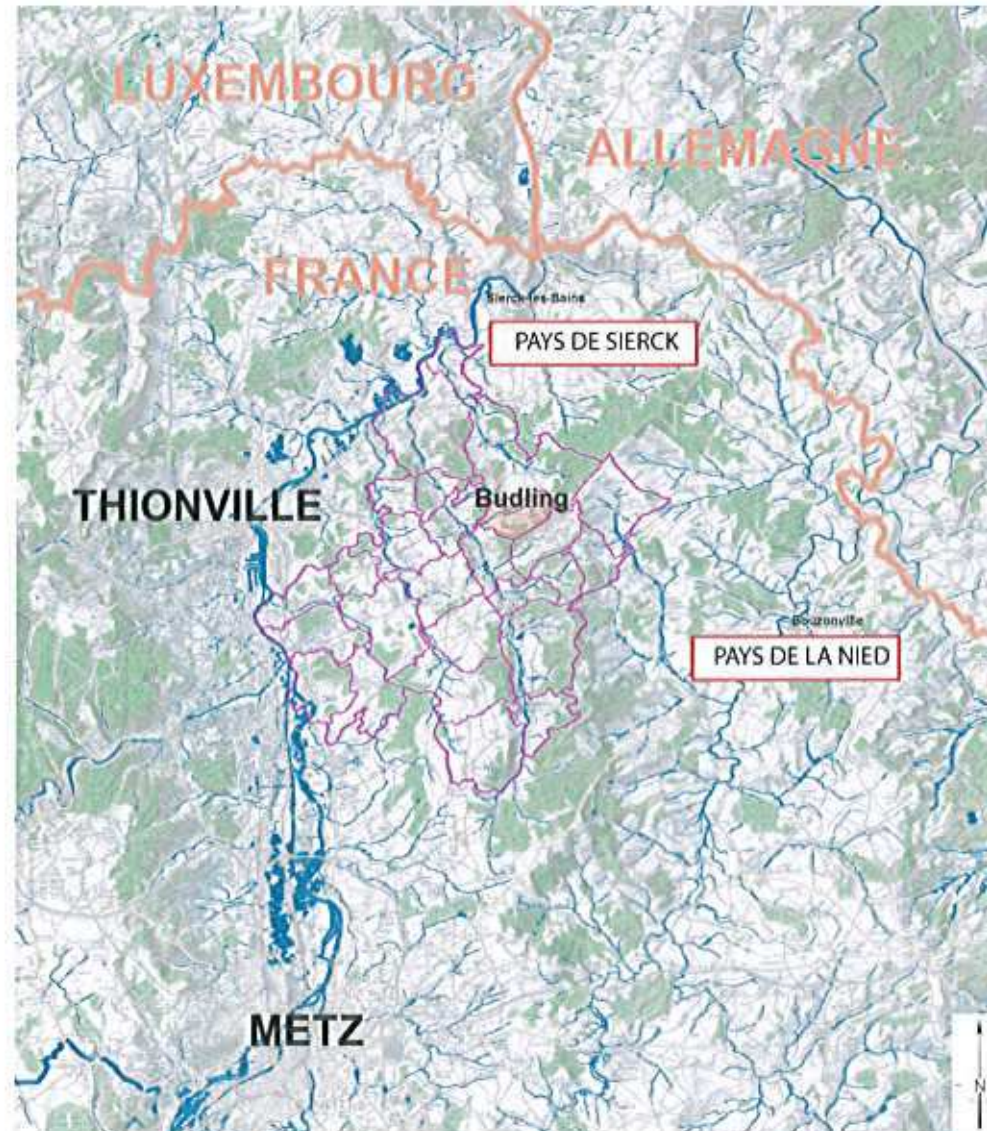 LUXEMBOURG
ALLEMAGNE
FRANCE
Sierck-les-Bains
PAYS DE SIERCK
THIONVILLE
Budling
Bouzonville
PAYS DE LA NIED
METZ
N